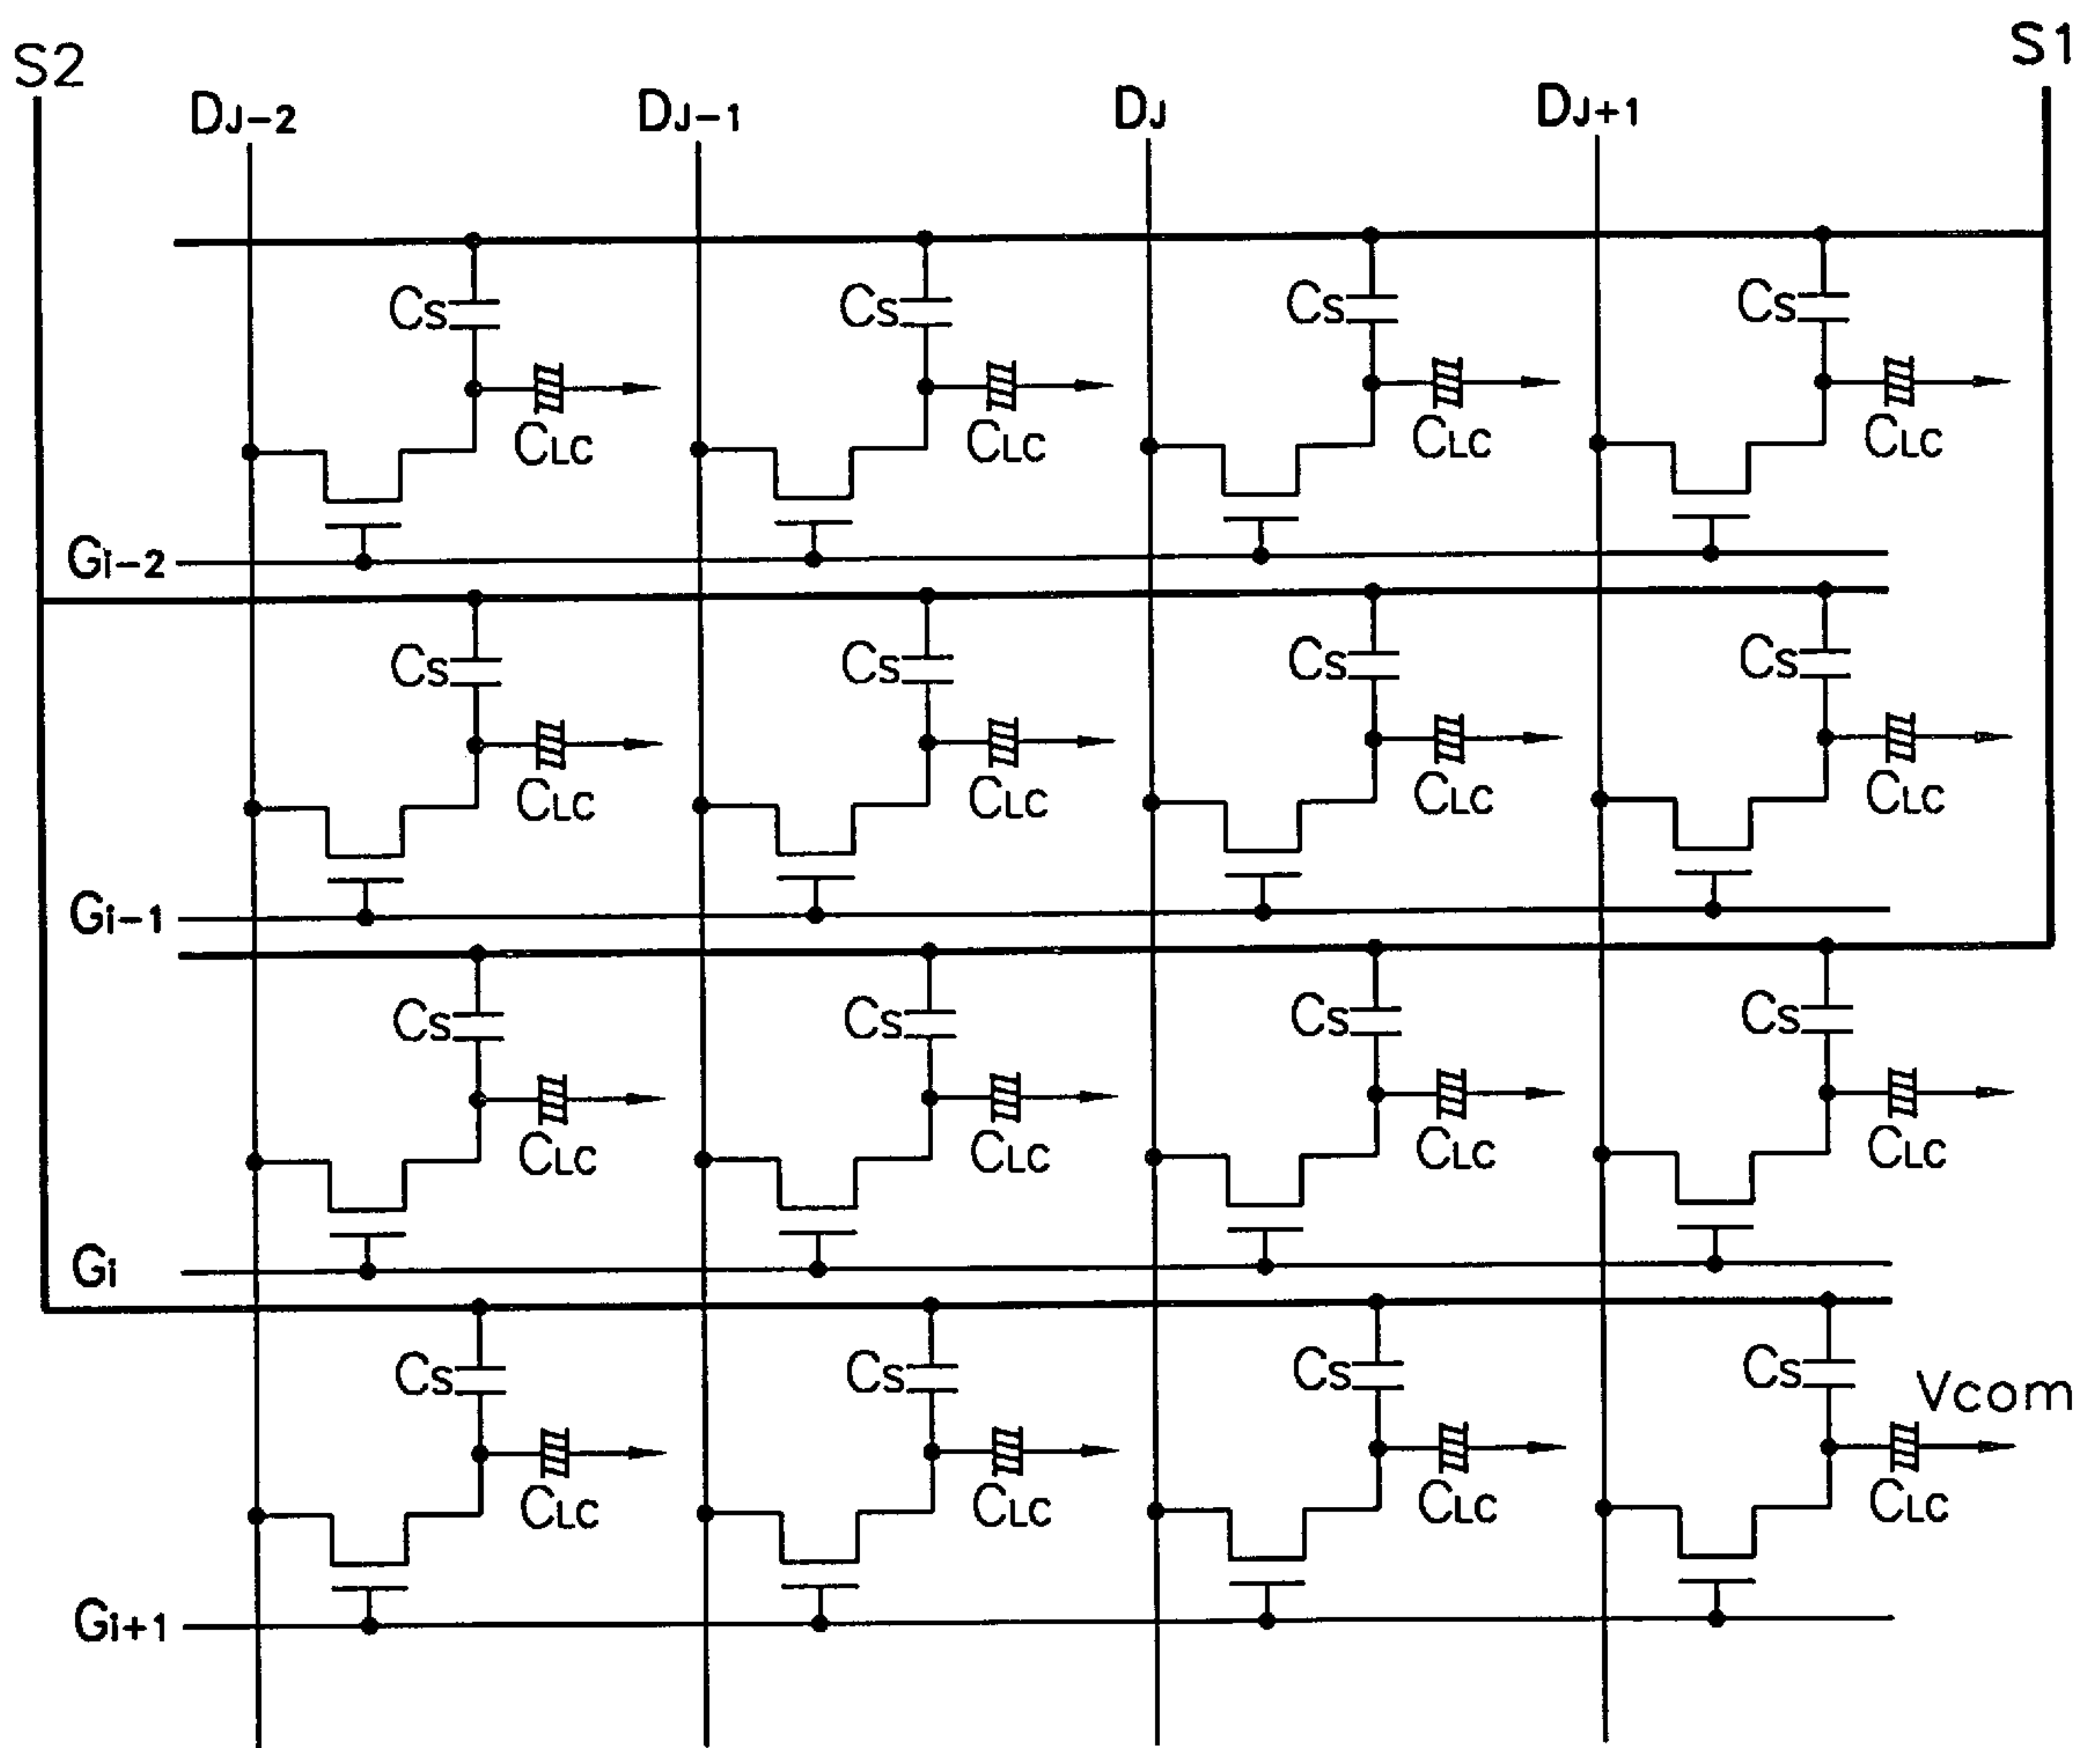 S2 S1
DJ-2 DJ-1 DJ DJ+1
Cs Cs Cs Cs
CLC CLC CLC CLC
Gi-2
Cs Cs Cs Cs
CLC CLC CLC CLC
Gi-1
Cs Cs Cs Cs
CLC CLC CLC CLC
Gi
Cs Cs Cs Cs
Vcom
CLC CLC CLC CLC
Gi+1